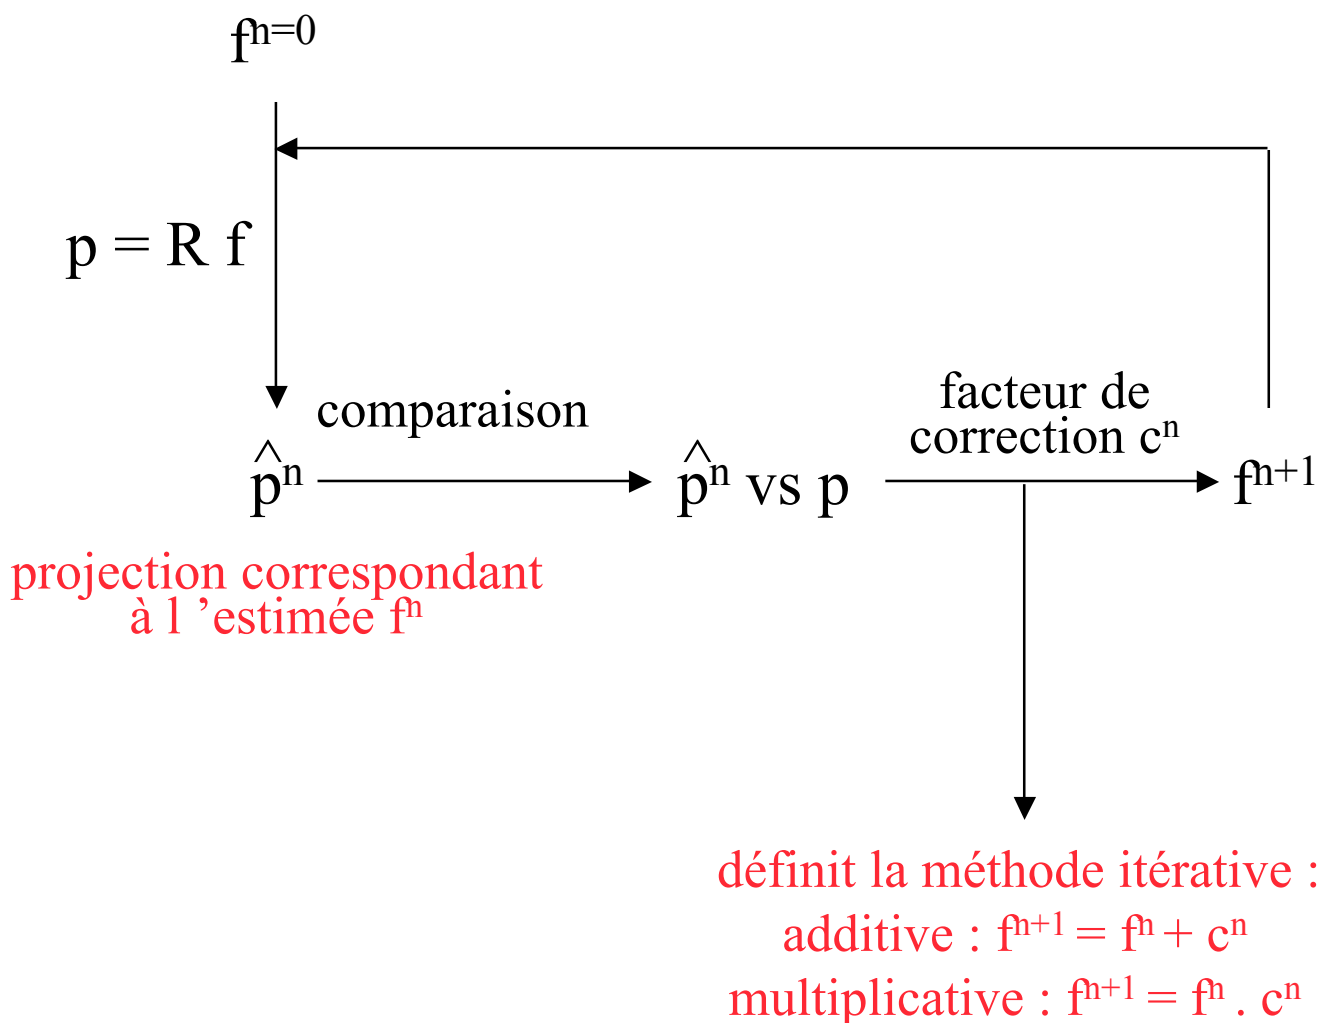 fⁿ⁼⁰
p = R f
comparaison
facteur de
correction cⁿ
p̂ⁿ
p̂ⁿ vs p
fⁿ⁺¹
projection correspondant
à l ’estimée fⁿ
définit la méthode itérative :
additive : fⁿ⁺¹ = fⁿ + cⁿ
multiplicative : fⁿ⁺¹ = fⁿ . cⁿ